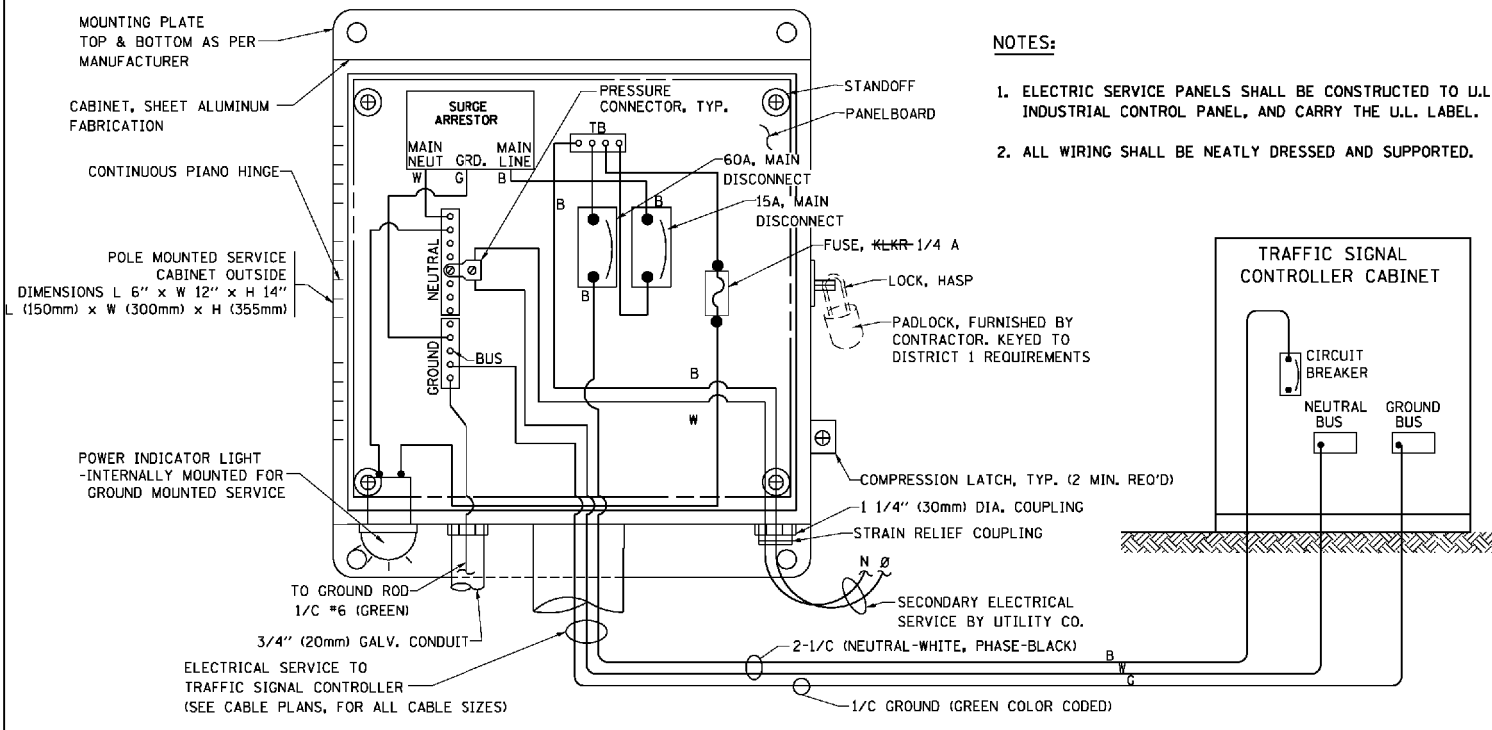 MOUNTING PLATE
TOP & BOTTOM AS PER
MANUFACTURER
CABINET, SHEET ALUMINUM
FABRICATION
CONTINUOUS PIANO HINGE
POLE MOUNTED SERVICE
CABINET OUTSIDE
DIMENSIONS L 6" x W 12" x H 14"
L (150mm) x W (300mm) x H (355mm)
POWER INDICATOR LIGHT
-INTERNALLY MOUNTED FOR
GROUND MOUNTED SERVICE
TO GROUND ROD
1/C #6 (GREEN)
3/4" (20mm) GALV. CONDUIT
ELECTRICAL SERVICE TO
TRAFFIC SIGNAL CONTROLLER
(SEE CABLE PLANS, FOR ALL CABLE SIZES)
SURGE
ARRESTOR
MAIN
NEUT
GRD.
MAIN
LINE
W
G
B
PRESSURE
CONNECTOR, TYP.
TB
NEUTRAL
GROUND
BUS
B
B
B
B
W
STANDOFF
PANELBOARD
60A, MAIN
DISCONNECT
15A, MAIN
DISCONNECT
FUSE, KLKR 1/4 A
LOCK, HASP
PADLOCK, FURNISHED BY
CONTRACTOR. KEYED TO
DISTRICT 1 REQUIREMENTS
COMPRESSION LATCH, TYP. (2 MIN. REQ'D)
1 1/4" (30mm) DIA. COUPLING
STRAIN RELIEF COUPLING
N Ø
SECONDARY ELECTRICAL
SERVICE BY UTILITY CO.
2-1/C (NEUTRAL-WHITE, PHASE-BLACK)
B
W
G
1/C GROUND (GREEN COLOR CODED)
NOTES:
1. ELECTRIC SERVICE PANELS SHALL BE CONSTRUCTED TO U.L
INDUSTRIAL CONTROL PANEL, AND CARRY THE U.L. LABEL.
2. ALL WIRING SHALL BE NEATLY DRESSED AND SUPPORTED.
TRAFFIC SIGNAL
CONTROLLER CABINET
CIRCUIT
BREAKER
NEUTRAL
BUS
GROUND
BUS